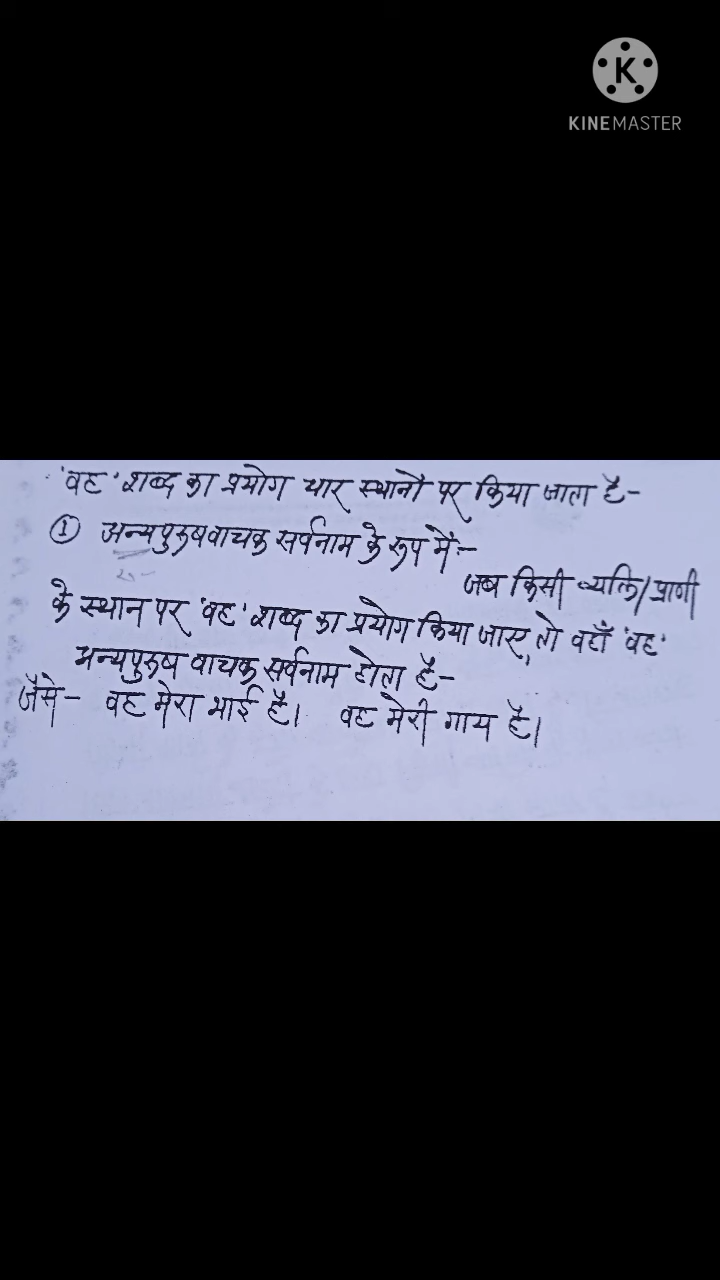 KINEMASTER
'वह' शब्द का प्रयोग चार स्थानों पर किया जाता है-
① अन्यपुरुषवाचक सर्वनाम के रूप में:-
जब किसी व्यक्ति/प्राणी
के स्थान पर 'वह' शब्द का प्रयोग किया जाए, तो वहाँ 'वह'
अन्यपुरुष वाचक सर्वनाम होता है-
जैसे- वह मेरा भाई है। वह मेरी गाय है।